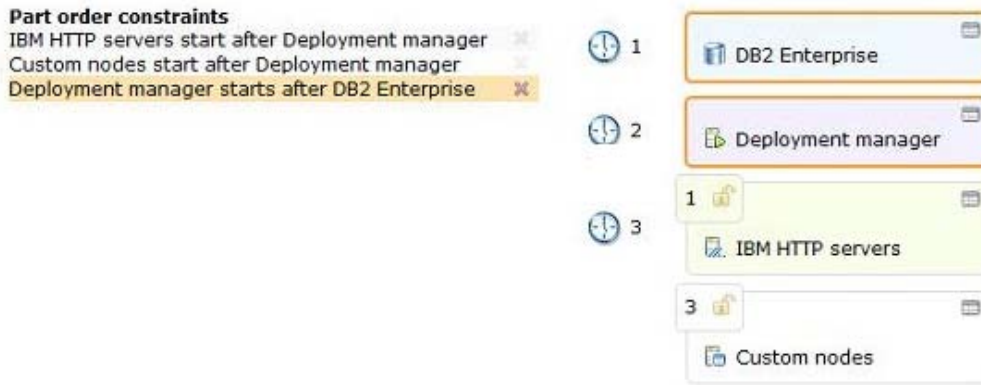 Part order constraints
IBM HTTP servers start after Deployment manager
Custom nodes start after Deployment manager
Deployment manager starts after DB2 Enterprise
1
DB2 Enterprise
2
Deployment manager
3
1
IBM HTTP servers
3
Custom nodes